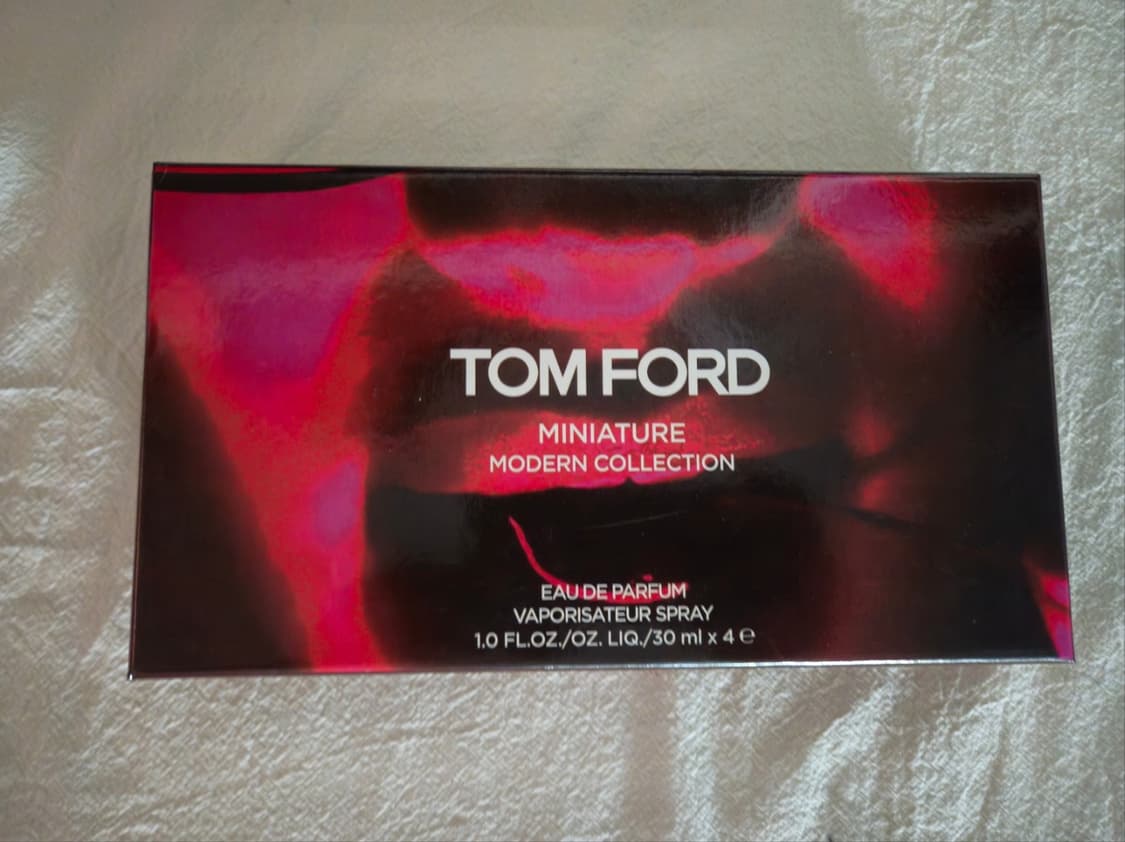 TOM FORD
MINIATURE
MODERN COLLECTION
EAU DE PARFUM
VAPORISATEUR SPRAY
1.0 FL.OZ./OZ. LIQ./30 ml x 4 ℮